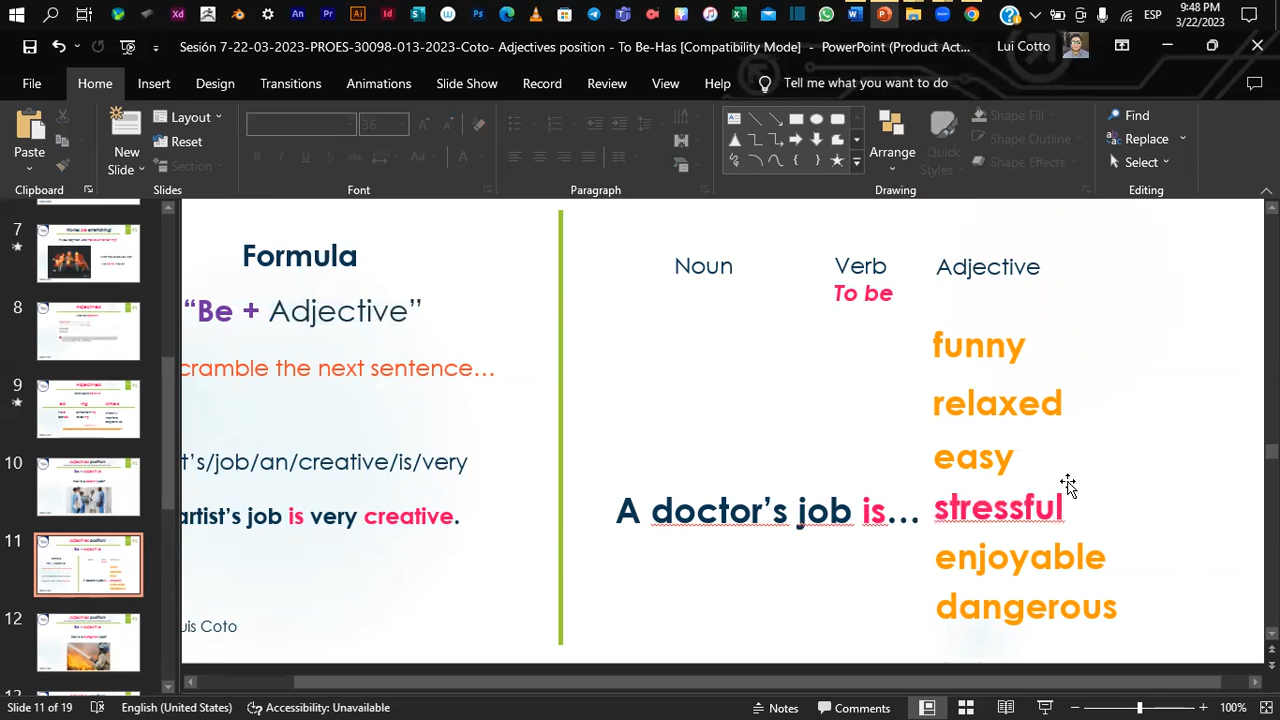 9:48 PM
ESP
3/22/2023
Sesión 7-22-03-2023-PROES-30098-013-2023-Coto- Adjectives position - To Be-Has [Compatibility Mode] - PowerPoint (Product Act...
Lui Cotto
File Home Insert Design Transitions Animations Slide Show Record Review View Help Tell me what you want to do
Paste
New Slide
Layout
Reset
Section
36
Arrange
Quick Styles
Shape Fill
Shape Outline
Shape Effects
Find
Replace
Select
Clipboard Slides Font Paragraph Drawing Editing
7
8
9
10
11
12
Formula
“Be + Adjective”
cramble the next sentence...
t’s/job/an/creative/is/very
artist’s job is very creative.
uis Coto
Noun Verb Adjective
To be
funny
relaxed
easy
A doctor’s job is... stressful
enjoyable
dangerous
Slide 11 of 19 English (United States) Accessibility: Unavailable Notes Comments 100%